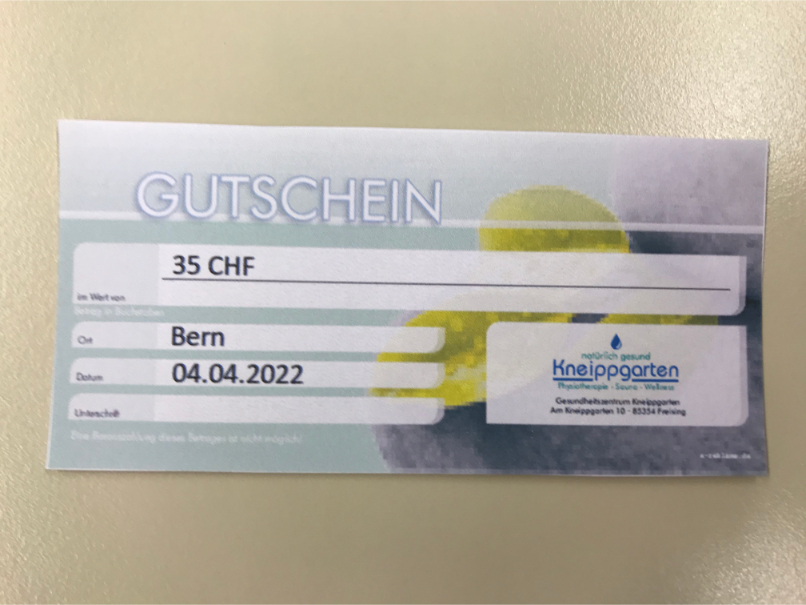 GUTSCHEIN
35 CHF
im Wert von
Betrag in Buchstaben
Ort
Bern
Datum
04.04.2022
Unterschrift
Eine Barauszahlung dieses Betrages ist nicht möglich!
natürlich gesund
Kneippgarten
Physiotherapie · Sauna · Wellness
Gesundheitszentrum Kneippgarten
Am Kneippgarten 10 - 85354 Freising